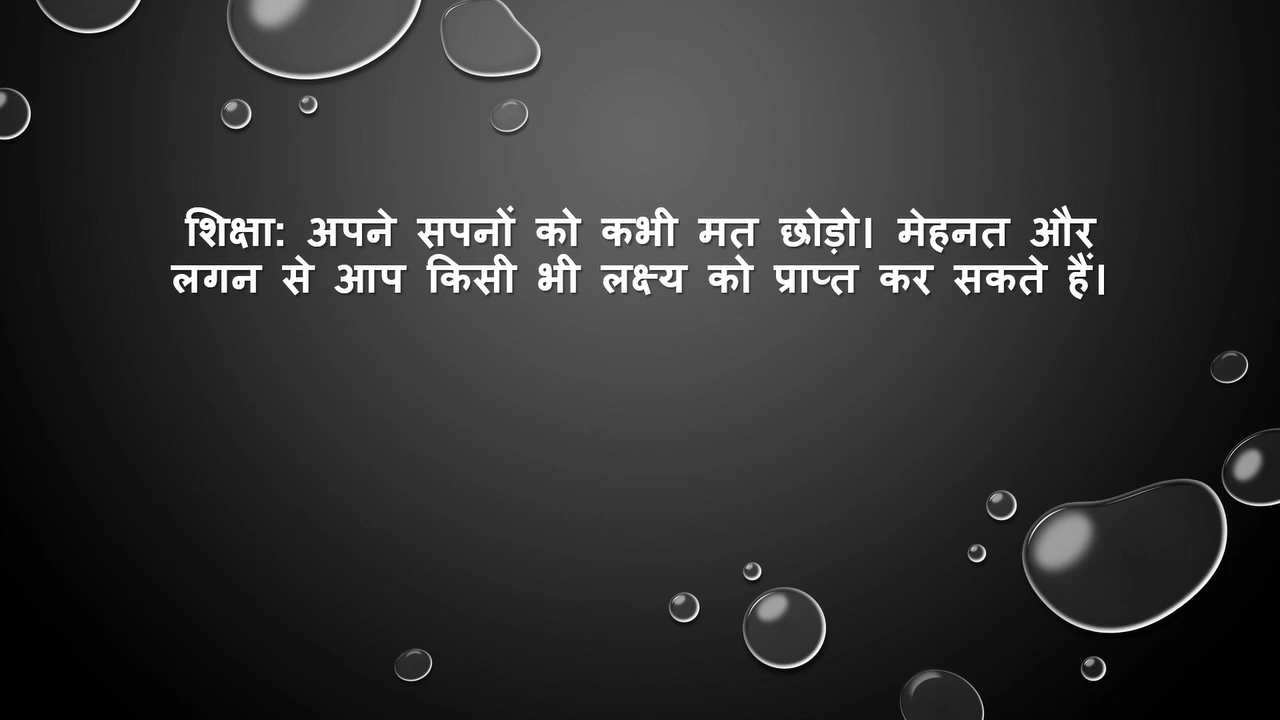 शिक्षा: अपने सपनों को कभी मत छोड़ो। मेहनत और
लगन से आप किसी भी लक्ष्य को प्राप्त कर सकते हैं।